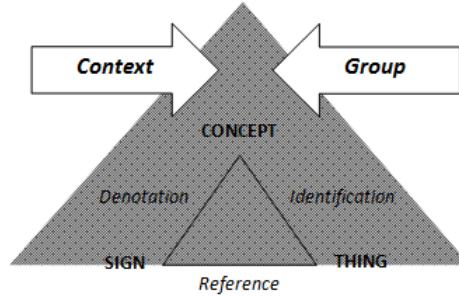 Context
Group
CONCEPT
Denotation
Identification
SIGN
THING
Reference